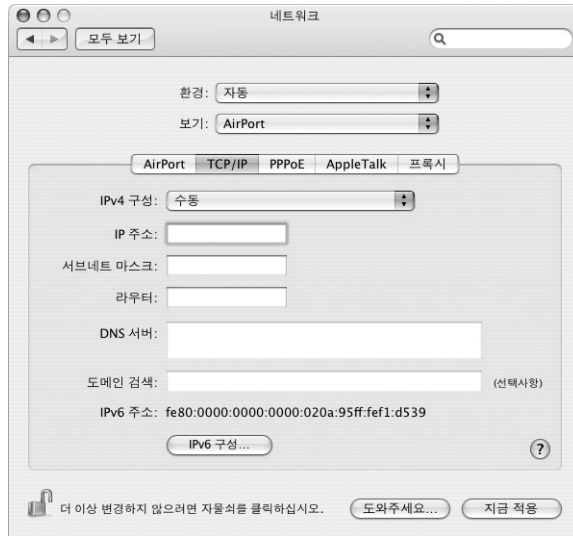 네트워크
모두 보기
환경: 자동
보기: AirPort
AirPort TCP/IP PPPoE AppleTalk 프록시
IPv4 구성: 수동
IP 주소:
서브네트 마스크:
라우터:
DNS 서버:
도메인 검색: (선택사항)
IPv6 주소: fe80:0000:0000:0000:020a:95ff:fef1:d539
IPv6 구성...
?
더 이상 변경하지 않으려면 자물쇠를 클릭하십시오. 도와주세요... 지금 적용